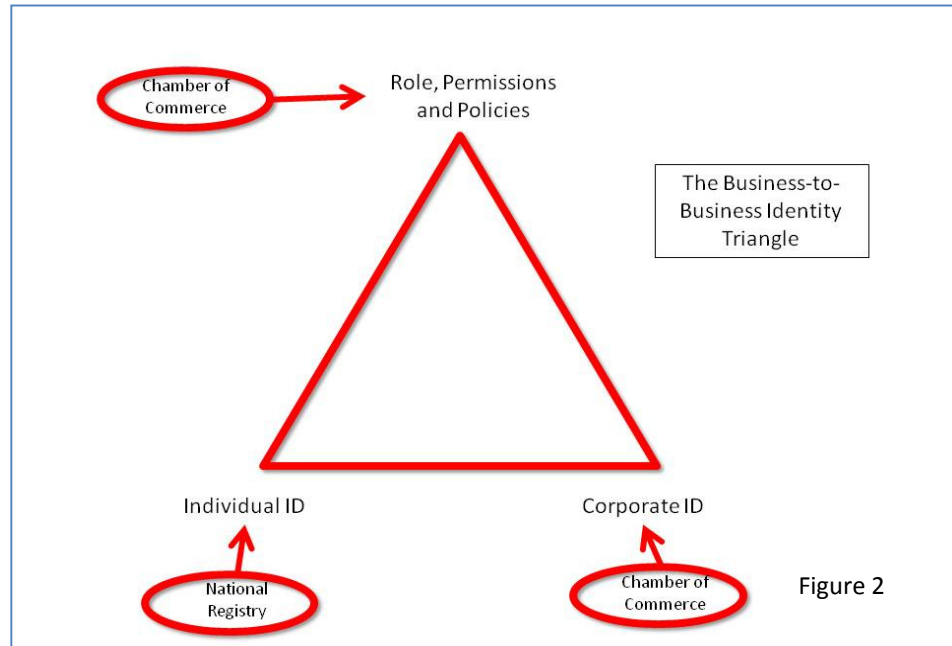 Chamber of
Commerce
Role, Permissions
and Policies
The Business-to-
Business Identity
Triangle
Individual ID
Corporate ID
National
Registry
Chamber of
Commerce
Figure 2